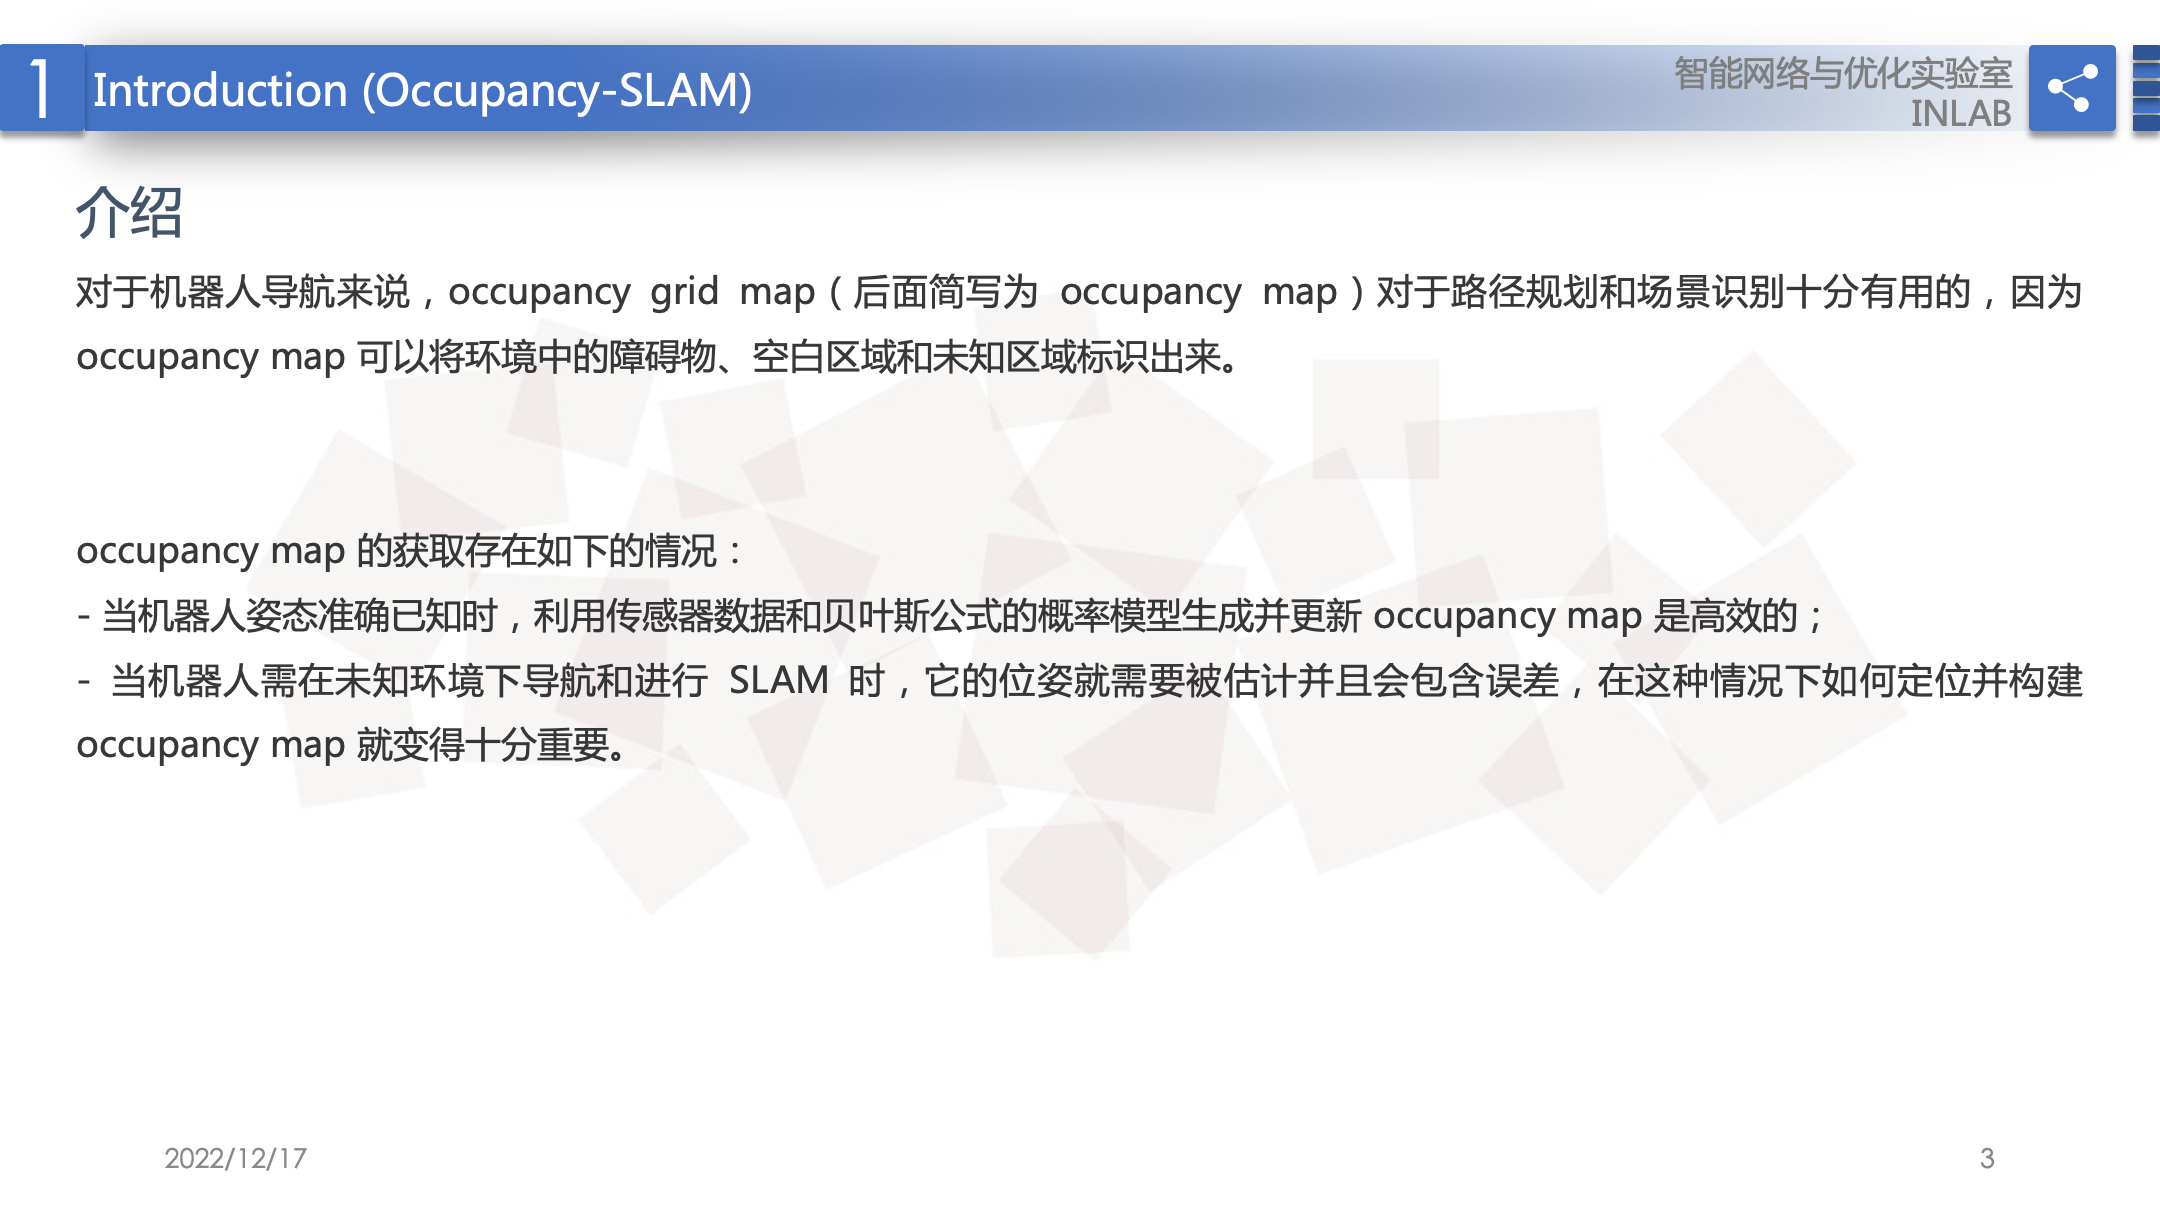 1 Introduction (Occupancy-SLAM)
智能网络与优化实验室
INLAB
介绍
对于机器人导航来说，occupancy grid map（后面简写为 occupancy map）对于路径规划和场景识别十分有用的，因为
occupancy map 可以将环境中的障碍物、空白区域和未知区域标识出来。
occupancy map 的获取存在如下的情况：
- 当机器人姿态准确已知时，利用传感器数据和贝叶斯公式的概率模型生成并更新 occupancy map 是高效的；
- 当机器人需在未知环境下导航和进行 SLAM 时，它的位姿就需要被估计并且会包含误差，在这种情况下如何定位并构建
occupancy map 就变得十分重要。
2022/12/17
3